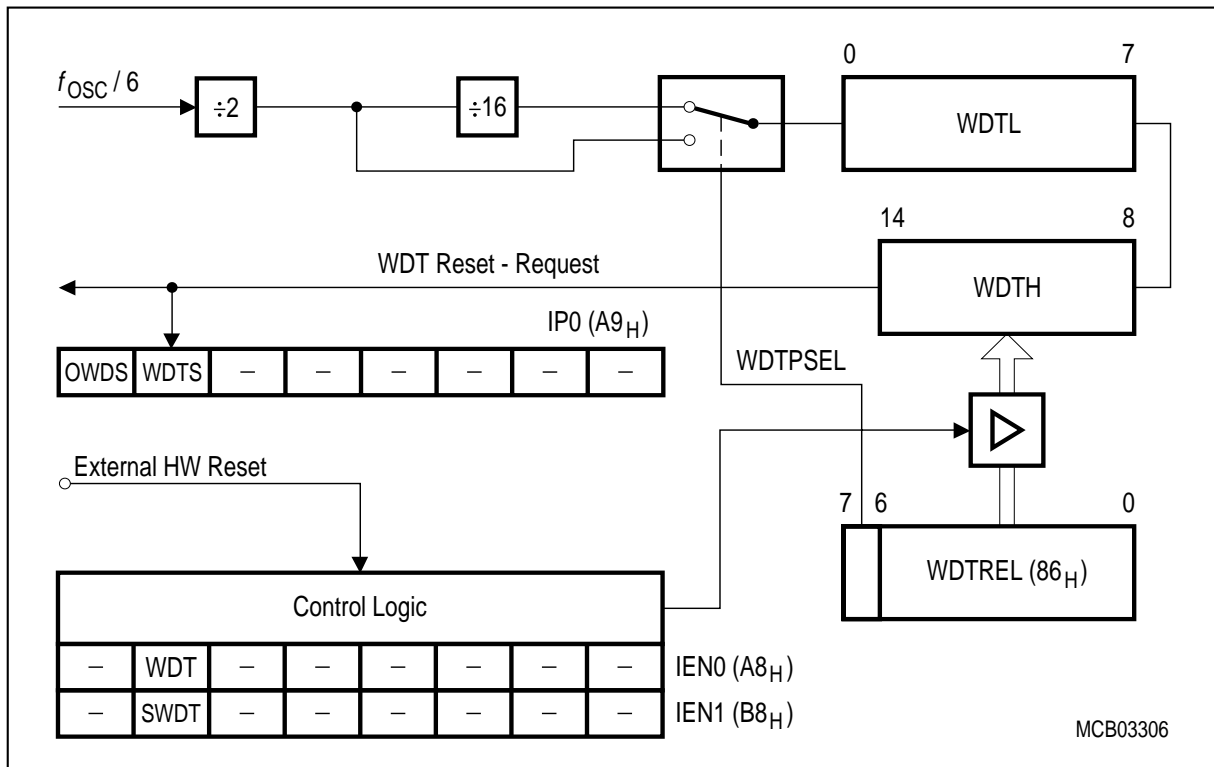 f OSC / 6
÷2
÷16
0 7
WDTL
14 8
WDTH
WDT Reset - Request
IP0 (A9H)
OWDS WDTS – – – – – –
WDTPSEL
External HW Reset
7 6 0
WDTREL (86H)
Control Logic
– WDT – – – – – – IEN0 (A8H)
– SWDT – – – – – – IEN1 (B8H)
MCB03306